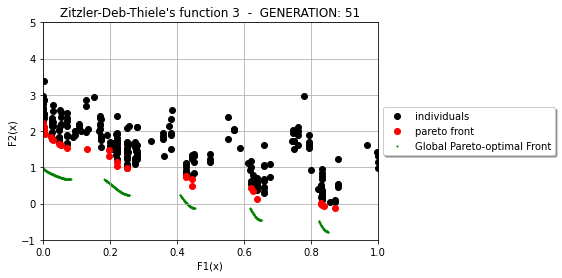 Zitzler-Deb-Thiele's function 3 - GENERATION: 51
5
4
3
2
1
0
−1
F2(x)
0.0 0.2 0.4 0.6 0.8 1.0
F1(x)
individuals
pareto front
Global Pareto-optimal Front